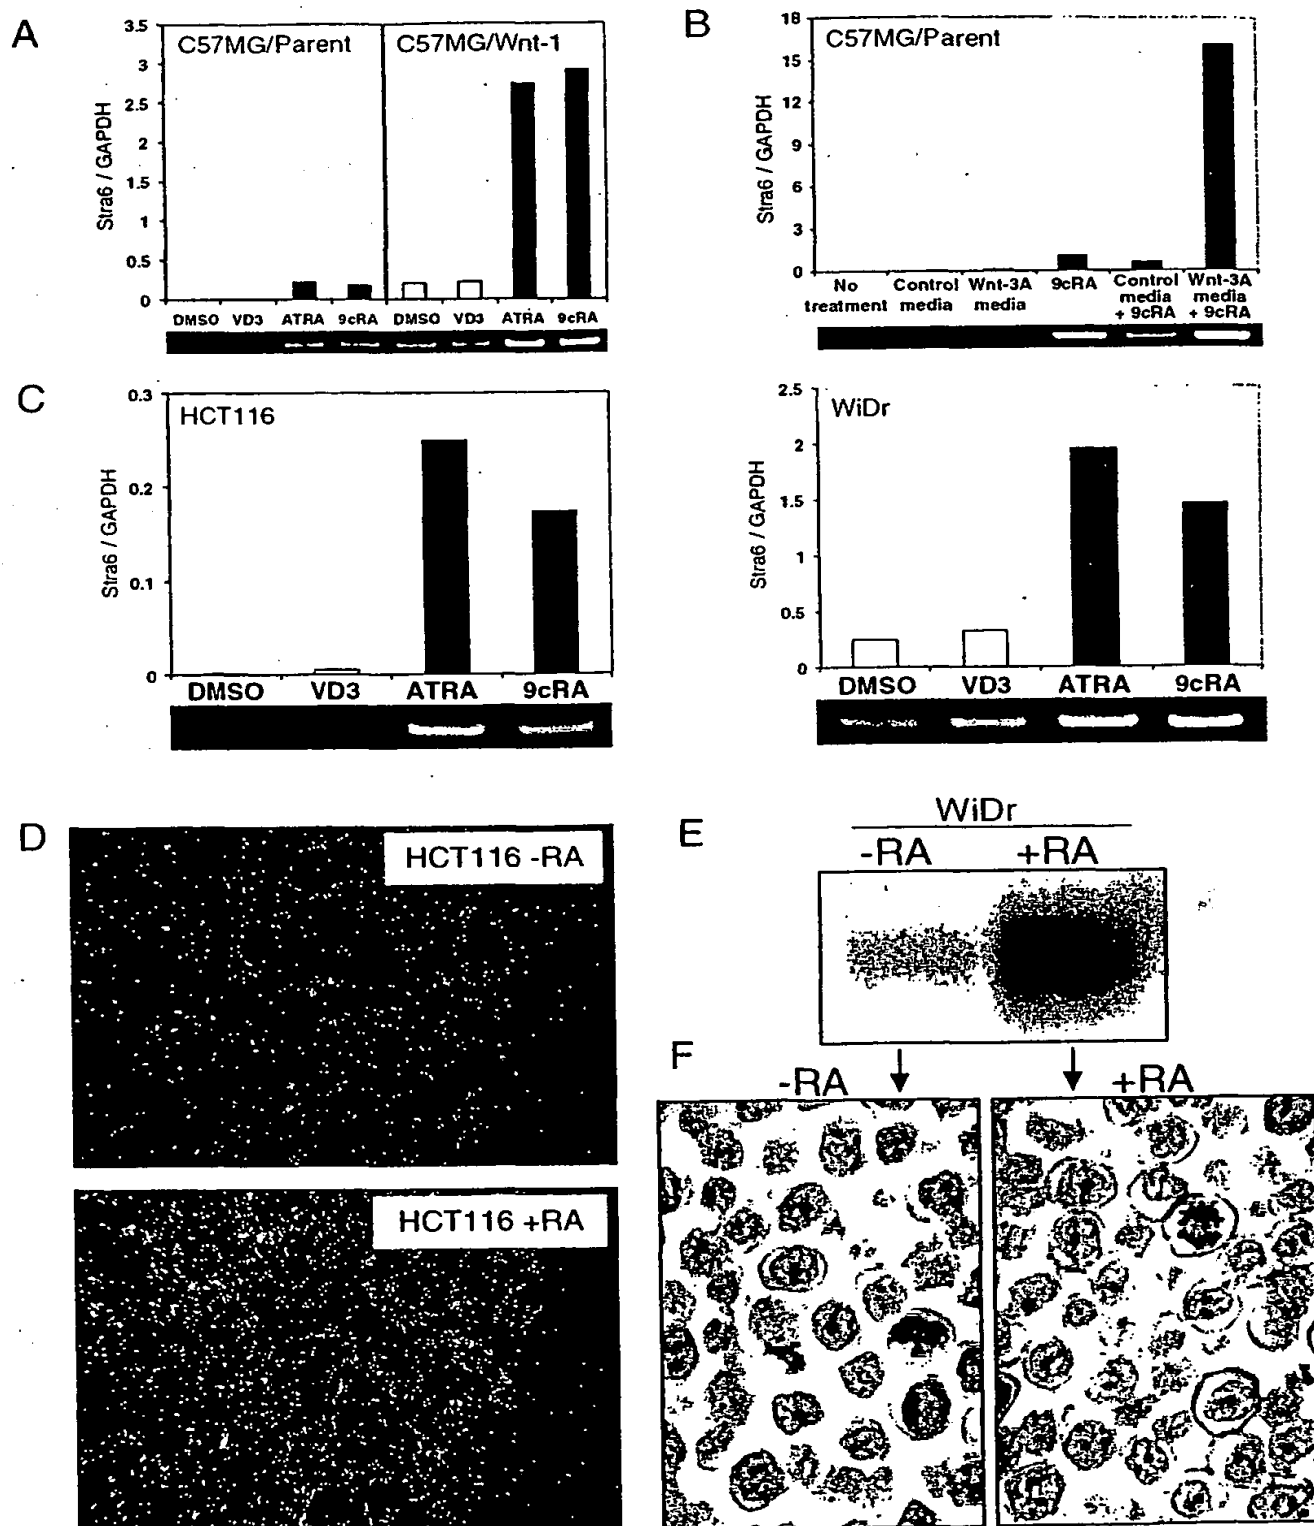 A
3.5
3
2.5
2
1.5
1
0.5
0
Stra6 / GAPDH
C57MG/Parent
C57MG/Wnt-1
DMSO VD3 ATRA 9cRA DMSO VD3 ATRA 9cRA
B
18
15
12
9
6
3
0
Stra6 / GAPDH
C57MG/Parent
No treatment
Control media
Wnt-3A media
9cRA
Control media + 9cRA
Wnt-3A media + 9cRA
C
0.3
0.2
0.1
0
Stra6 / GAPDH
HCT116
DMSO VD3 ATRA 9cRA
2.5
2
1.5
1
0.5
0
Stra6 / GAPDH
WiDr
DMSO VD3 ATRA 9cRA
D
HCT116 -RA
HCT116 +RA
E
WiDr
-RA +RA
F
-RA +RA